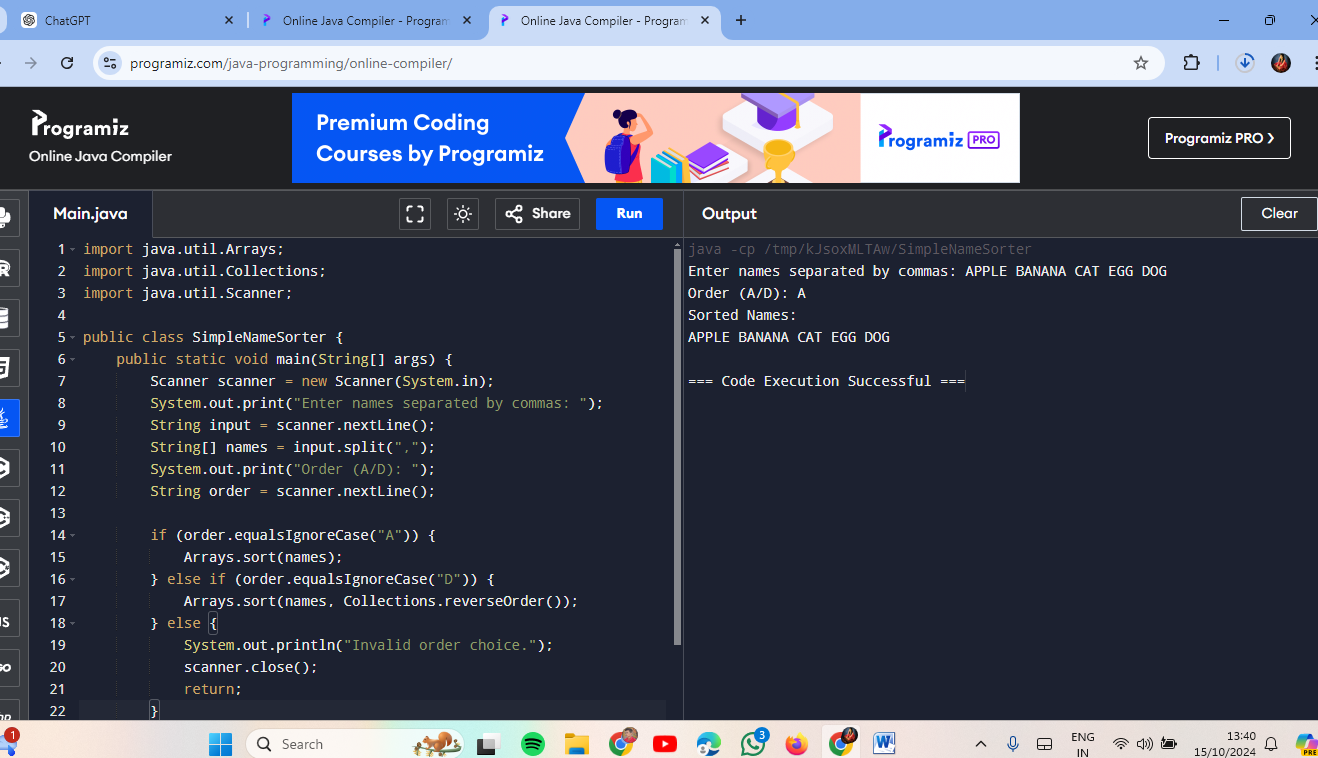 ChatGPT
Online Java Compiler - Program
Online Java Compiler - Program
programiz.com/java-programming/online-compiler/
Programiz
Online Java Compiler
Premium Coding
Courses by Programiz
Programiz PRO
Programiz PRO ›
Main.java
Share
Run
Output
Clear
1 import java.util.Arrays;
2 import java.util.Collections;
3 import java.util.Scanner;
4
5 public class SimpleNameSorter {
6 public static void main(String[] args) {
7 Scanner scanner = new Scanner(System.in);
8 System.out.print("Enter names separated by commas: ");
9 String input = scanner.nextLine();
10 String[] names = input.split(",");
11 System.out.print("Order (A/D): ");
12 String order = scanner.nextLine();
13
14 if (order.equalsIgnoreCase("A")) {
15 Arrays.sort(names);
16 } else if (order.equalsIgnoreCase("D")) {
17 Arrays.sort(names, Collections.reverseOrder());
18 } else {
19 System.out.println("Invalid order choice.");
20 scanner.close();
21 return;
22 }
java -cp /tmp/kJsoxMLTAw/SimpleNameSorter
Enter names separated by commas: APPLE BANANA CAT EGG DOG
Order (A/D): A
Sorted Names:
APPLE BANANA CAT EGG DOG
=== Code Execution Successful ===
1
Search
3
W
ENG
IN
13:40
15/10/2024
PRE